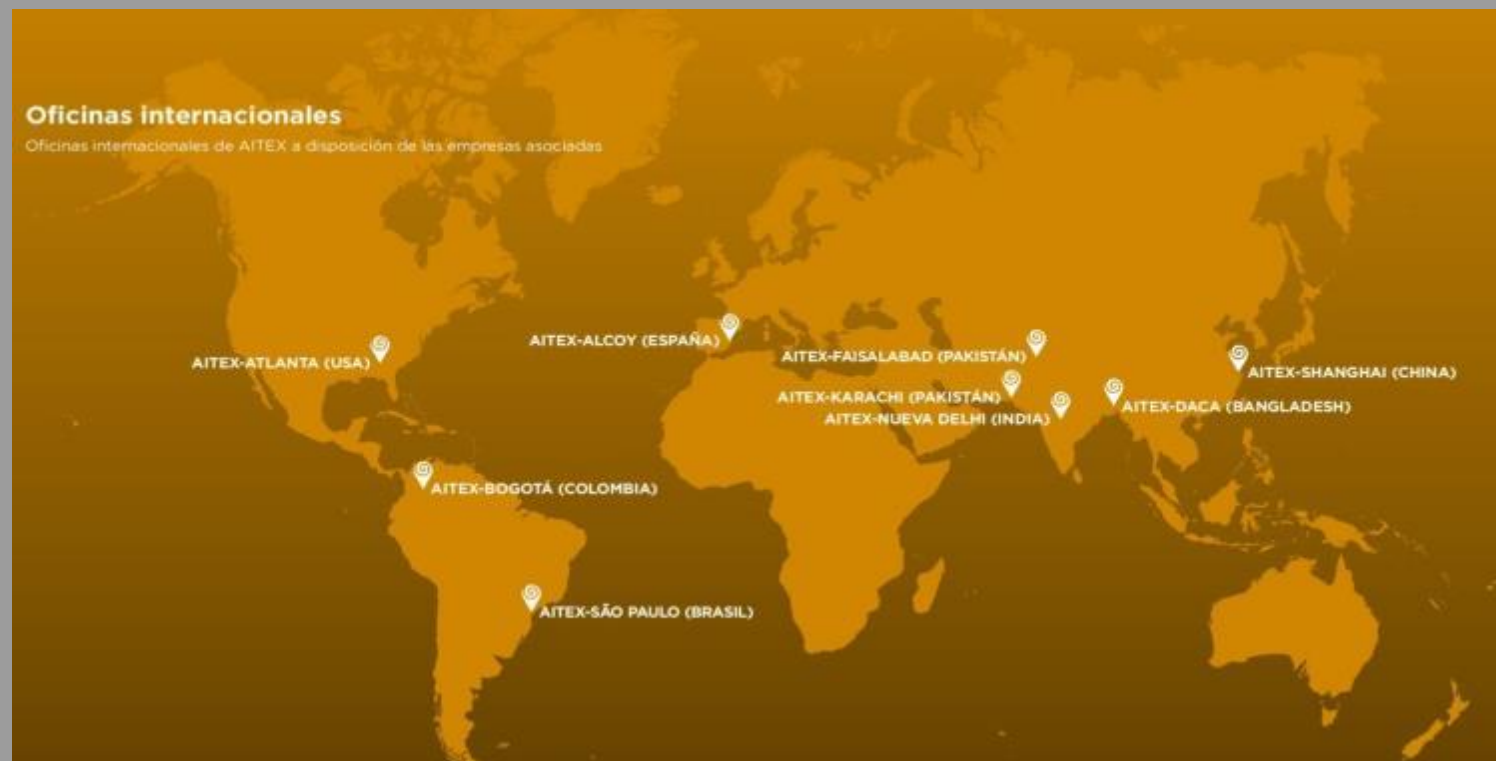 Oficinas internacionales
Oficinas internacionales de AITEX a disposición de las empresas asociadas
AITEX-ATLANTA (USA)
AITEX-ALCOY (ESPAÑA)
AITEX-FAISALABAD (PAKISTÁN)
AITEX-SHANGHAI (CHINA)
AITEX-KARACHI (PAKISTÁN)
AITEX-DACA (BANGLADESH)
AITEX-NUEVA DELHI (INDIA)
AITEX-BOGOTÁ (COLOMBIA)
AITEX-SÃO PAULO (BRASIL)